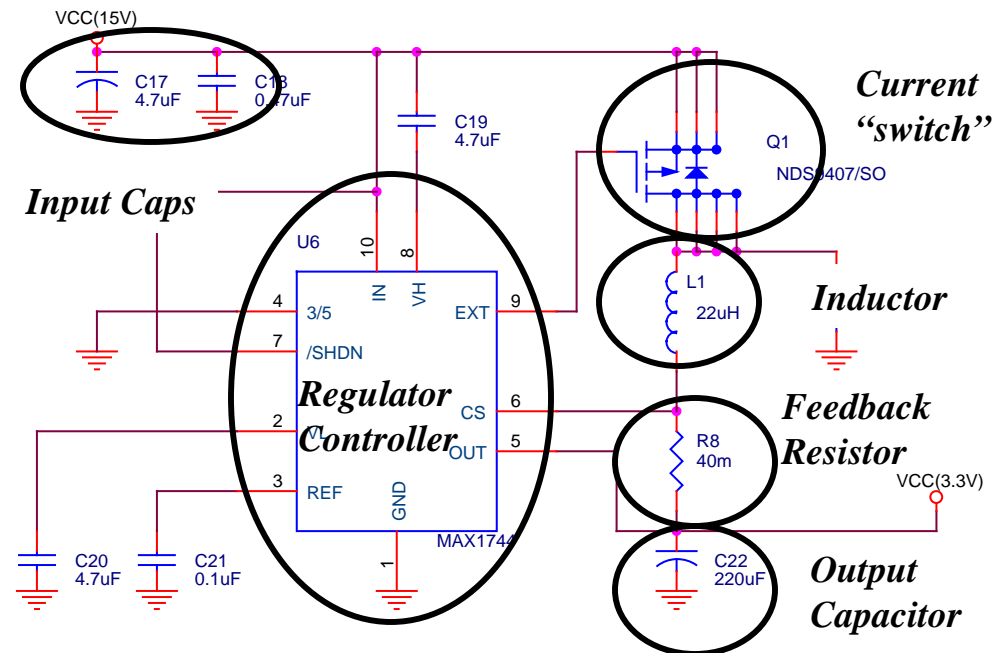 VCC(15V)
C17
4.7uF
C18
0.47uF
C19
4.7uF
Current
“switch”
Q1
NDS9407/SO
Input Caps
U6
10
8
IN
VH
4
3/5
EXT
9
7
/SHDN
L1
22uH
Inductor
Regulator
Controller
2
VL
CS
6
OUT
5
3
REF
GND
1
MAX1744
R8
40m
Feedback
Resistor
VCC(3.3V)
C20
4.7uF
C21
0.1uF
C22
220uF
Output
Capacitor